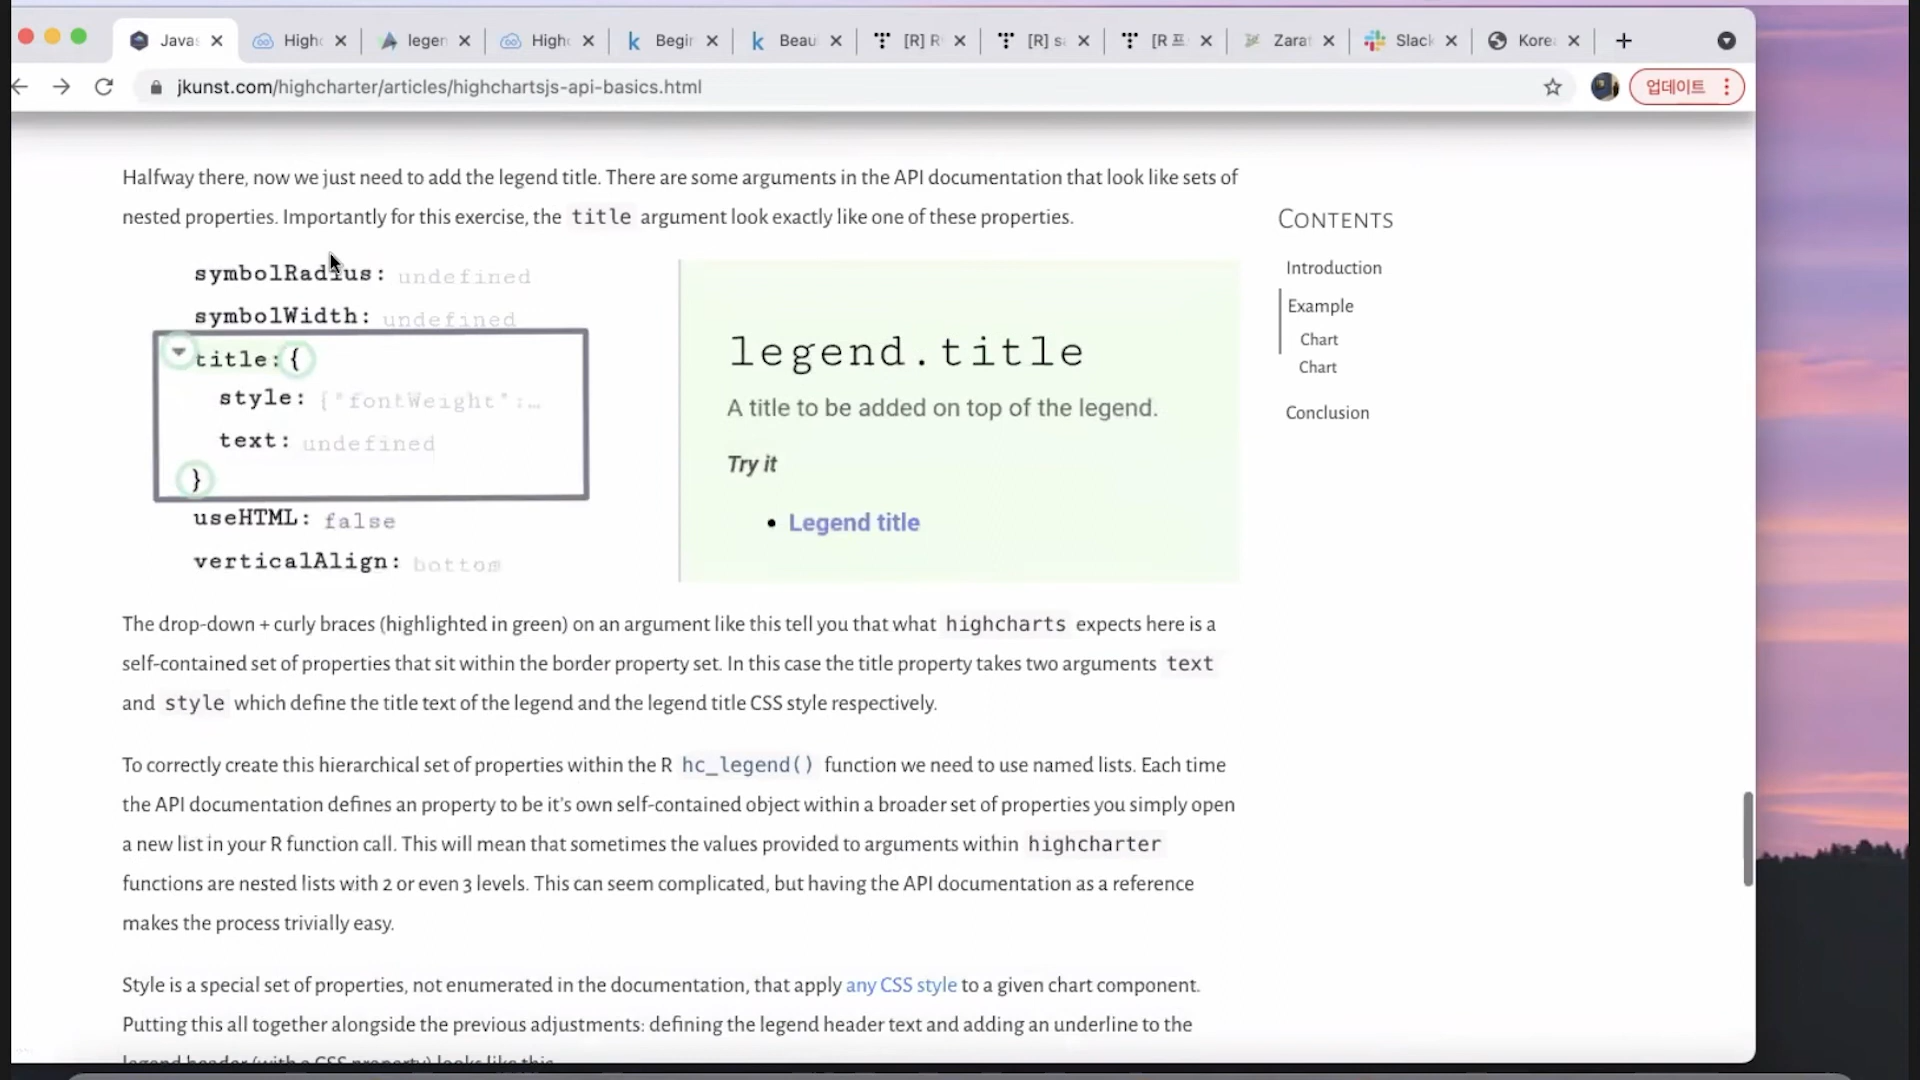 Javas
Highc
legen
Highc
Begir
Beau
[R] R
[R] s
[R 프
Zarat
Slack
Kore
jkunst.com/highcharter/articles/highchartsjs-api-basics.html
업데이트
Halfway there, now we just need to add the legend title. There are some arguments in the API documentation that look like sets of
nested properties. Importantly for this exercise, the title argument look exactly like one of these properties.
symbolRadius: undefined
symbolWidth: undefined
title: {
style: {"fontWeight":…
text: undefined
}
useHTML: false
verticalAlign: bottom
legend.title
A title to be added on top of the legend.
Try it
• Legend title
CONTENTS
Introduction
Example
Chart
Chart
Conclusion
The drop-down + curly braces (highlighted in green) on an argument like this tell you that what highcharts expects here is a
self-contained set of properties that sit within the border property set. In this case the title property takes two arguments text
and style which define the title text of the legend and the legend title CSS style respectively.
To correctly create this hierarchical set of properties within the R hc_legend() function we need to use named lists. Each time
the API documentation defines an property to be it's own self-contained object within a broader set of properties you simply open
a new list in your R function call. This will mean that sometimes the values provided to arguments within highcharter
functions are nested lists with 2 or even 3 levels. This can seem complicated, but having the API documentation as a reference
makes the process trivially easy.
Style is a special set of properties, not enumerated in the documentation, that apply any CSS style to a given chart component.
Putting this all together alongside the previous adjustments: defining the legend header text and adding an underline to the
legend header (with a CSS property) looks like this